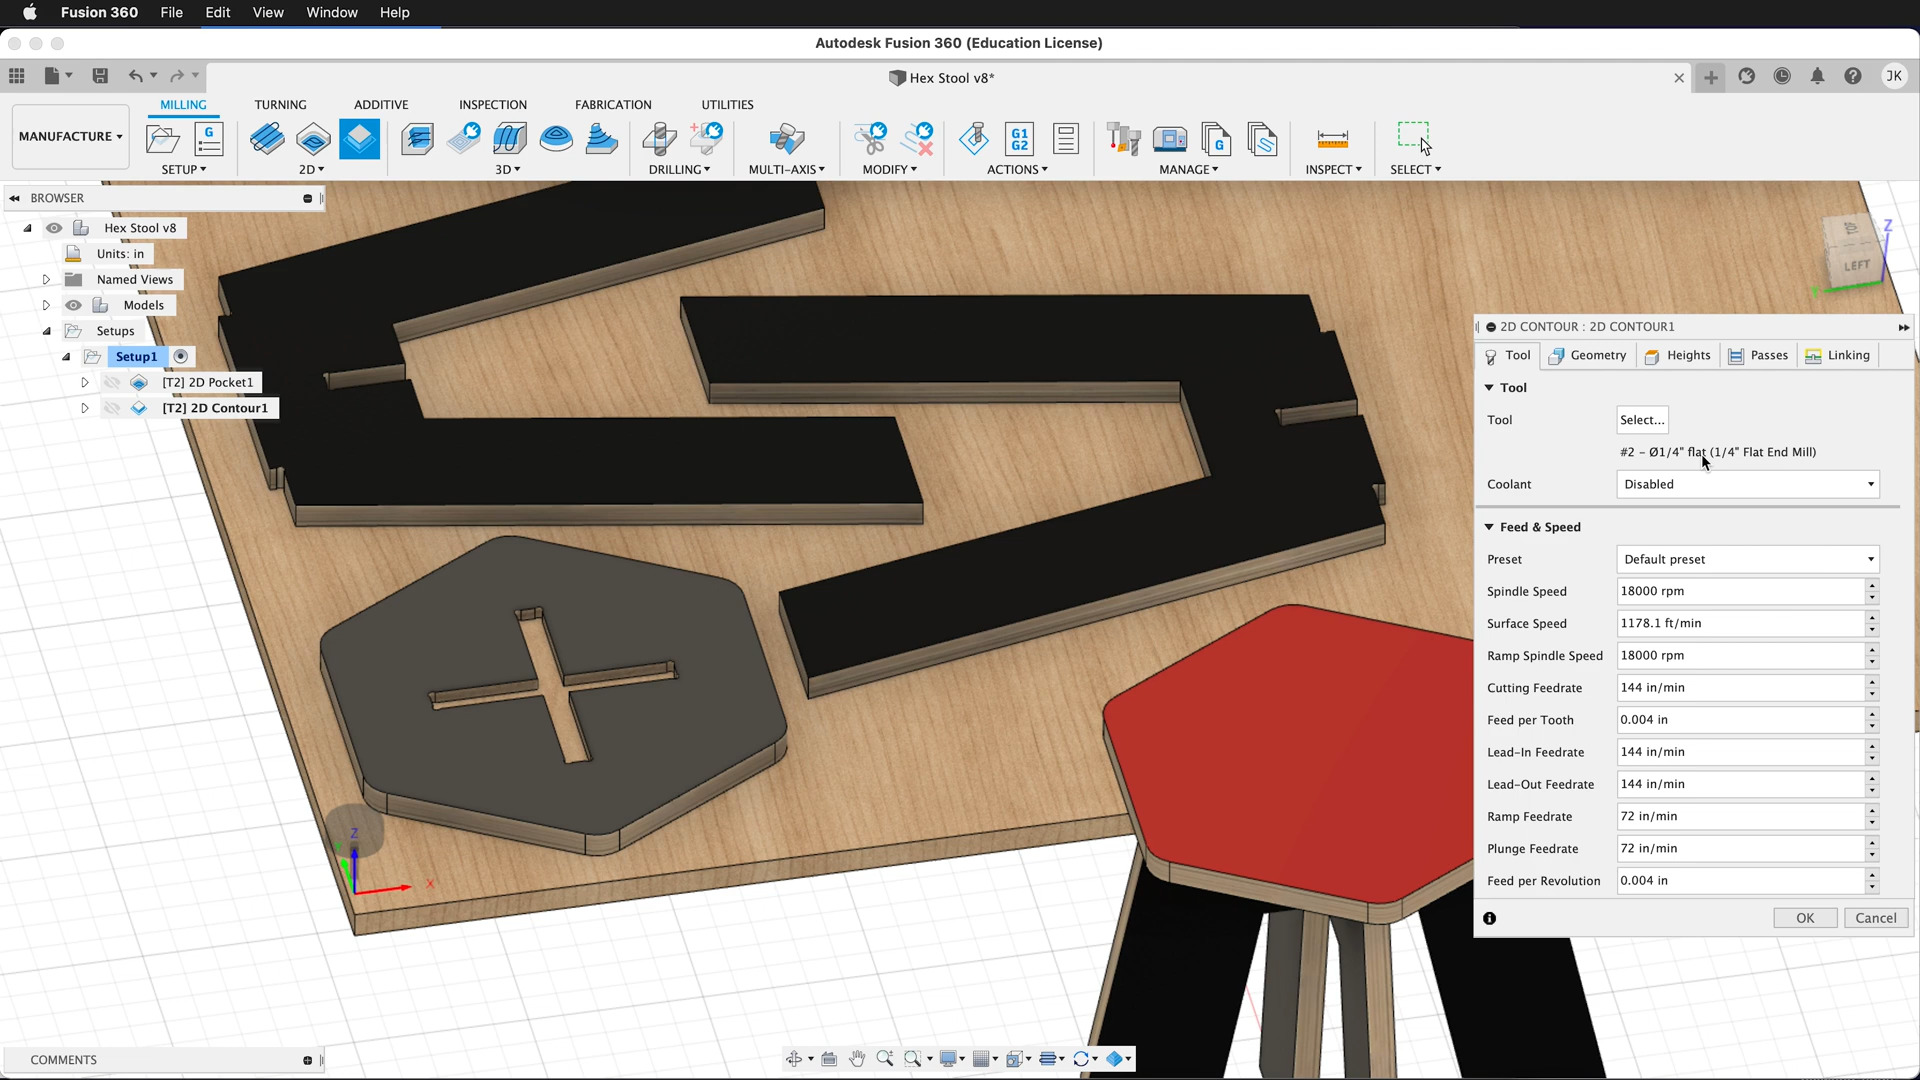 Fusion 360 File Edit View Window Help
Autodesk Fusion 360 (Education License)
Hex Stool v8*
JK
MILLING TURNING ADDITIVE INSPECTION FABRICATION UTILITIES
MANUFACTURE
G
G1
G2
G
SETUP 2D 3D DRILLING MULTI-AXIS MODIFY ACTIONS MANAGE INSPECT SELECT
BROWSER
Hex Stool v8
Units: in
Named Views
Models
Setups
Setup1
[T2] 2D Pocket1
[T2] 2D Contour1
TOP
LEFT
Z
Y
2D CONTOUR : 2D CONTOUR1
Tool Geometry Heights Passes Linking
Tool
Tool Select...
#2 - Ø1/4" flat (1/4" Flat End Mill)
Coolant Disabled
Feed & Speed
Preset Default preset
Spindle Speed 18000 rpm
Surface Speed 1178.1 ft/min
Ramp Spindle Speed 18000 rpm
Cutting Feedrate 144 in/min
Feed per Tooth 0.004 in
Lead-In Feedrate 144 in/min
Lead-Out Feedrate 144 in/min
Ramp Feedrate 72 in/min
Plunge Feedrate 72 in/min
Feed per Revolution 0.004 in
OK Cancel
Z
X
COMMENTS